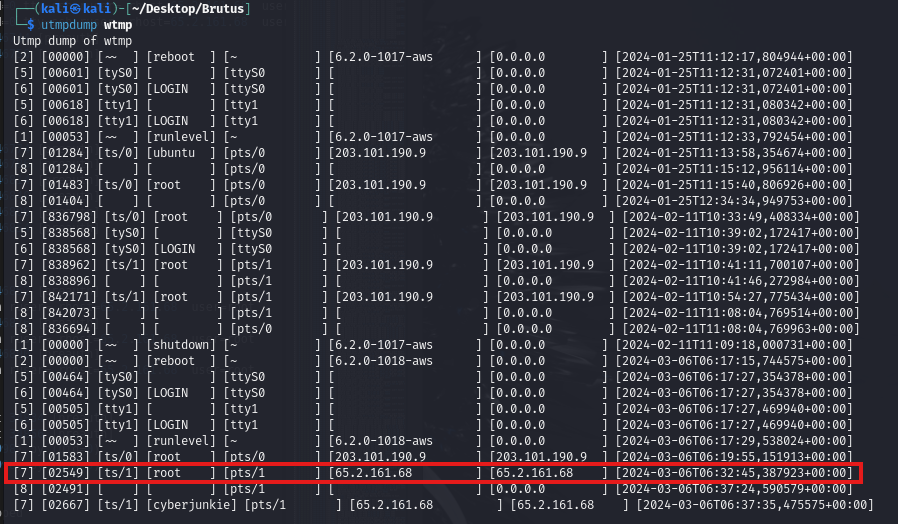 ┌──(kali㉿kali)-[~/Desktop/Brutus]
└─$ utmpdump wtmp
Utmp dump of wtmp
[2] [00000] [~~  ] [reboot  ] [~           ] [6.2.0-1017-aws      ] [0.0.0.0        ] [2024-01-25T11:12:17,804944+00:00]
[5] [00601] [tyS0] [        ] [ttyS0       ] [                    ] [0.0.0.0        ] [2024-01-25T11:12:31,072401+00:00]
[6] [00601] [tyS0] [LOGIN   ] [ttyS0       ] [                    ] [0.0.0.0        ] [2024-01-25T11:12:31,072401+00:00]
[5] [00618] [tty1] [        ] [tty1        ] [                    ] [0.0.0.0        ] [2024-01-25T11:12:31,080342+00:00]
[6] [00618] [tty1] [LOGIN   ] [tty1        ] [                    ] [0.0.0.0        ] [2024-01-25T11:12:31,080342+00:00]
[1] [00053] [~~  ] [runlevel] [~           ] [6.2.0-1017-aws      ] [0.0.0.0        ] [2024-01-25T11:12:33,792454+00:00]
[7] [01284] [ts/0] [ubuntu  ] [pts/0       ] [203.101.190.9       ] [203.101.190.9  ] [2024-01-25T11:13:58,354674+00:00]
[8] [01284] [    ] [        ] [pts/0       ] [                    ] [0.0.0.0        ] [2024-01-25T11:15:12,956114+00:00]
[7] [01483] [ts/0] [root    ] [pts/0       ] [203.101.190.9       ] [203.101.190.9  ] [2024-01-25T11:15:40,806926+00:00]
[8] [01404] [    ] [        ] [pts/0       ] [                    ] [0.0.0.0        ] [2024-01-25T12:34:34,949753+00:00]
[7] [836798] [ts/0] [root    ] [pts/0       ] [203.101.190.9       ] [203.101.190.9  ] [2024-02-11T10:33:49,408334+00:00]
[5] [838568] [tyS0] [        ] [ttyS0       ] [                    ] [0.0.0.0        ] [2024-02-11T10:39:02,172417+00:00]
[6] [838568] [tyS0] [LOGIN   ] [ttyS0       ] [                    ] [0.0.0.0        ] [2024-02-11T10:39:02,172417+00:00]
[7] [838962] [ts/1] [root    ] [pts/1       ] [203.101.190.9       ] [203.101.190.9  ] [2024-02-11T10:41:11,700107+00:00]
[8] [838896] [    ] [        ] [pts/1       ] [                    ] [0.0.0.0        ] [2024-02-11T10:41:46,272984+00:00]
[7] [842171] [ts/1] [root    ] [pts/1       ] [203.101.190.9       ] [203.101.190.9  ] [2024-02-11T10:54:27,775434+00:00]
[8] [842073] [    ] [        ] [pts/1       ] [                    ] [0.0.0.0        ] [2024-02-11T11:08:04,769514+00:00]
[8] [836694] [    ] [        ] [pts/0       ] [                    ] [0.0.0.0        ] [2024-02-11T11:08:04,769963+00:00]
[1] [00000] [~~  ] [shutdown] [~           ] [6.2.0-1017-aws      ] [0.0.0.0        ] [2024-02-11T11:09:18,000731+00:00]
[2] [00000] [~~  ] [reboot  ] [~           ] [6.2.0-1018-aws      ] [0.0.0.0        ] [2024-03-06T06:17:15,744575+00:00]
[5] [00464] [tyS0] [        ] [ttyS0       ] [                    ] [0.0.0.0        ] [2024-03-06T06:17:27,354378+00:00]
[6] [00464] [tyS0] [LOGIN   ] [ttyS0       ] [                    ] [0.0.0.0        ] [2024-03-06T06:17:27,354378+00:00]
[5] [00505] [tty1] [        ] [tty1        ] [                    ] [0.0.0.0        ] [2024-03-06T06:17:27,469940+00:00]
[6] [00505] [tty1] [LOGIN   ] [tty1        ] [                    ] [0.0.0.0        ] [2024-03-06T06:17:27,469940+00:00]
[1] [00053] [~~  ] [runlevel] [~           ] [6.2.0-1018-aws      ] [0.0.0.0        ] [2024-03-06T06:17:29,538024+00:00]
[7] [01583] [ts/0] [root    ] [pts/0       ] [203.101.190.9       ] [203.101.190.9  ] [2024-03-06T06:19:55,151913+00:00]
[7] [02549] [ts/1] [root    ] [pts/1       ] [65.2.161.68         ] [65.2.161.68    ] [2024-03-06T06:32:45,387923+00:00]
[8] [02491] [    ] [        ] [pts/1       ] [                    ] [0.0.0.0        ] [2024-03-06T06:37:24,590579+00:00]
[7] [02667] [ts/1] [cyberjunkie] [pts/1       ] [65.2.161.68         ] [65.2.161.68    ] [2024-03-06T06:37:35,475575+00:00]